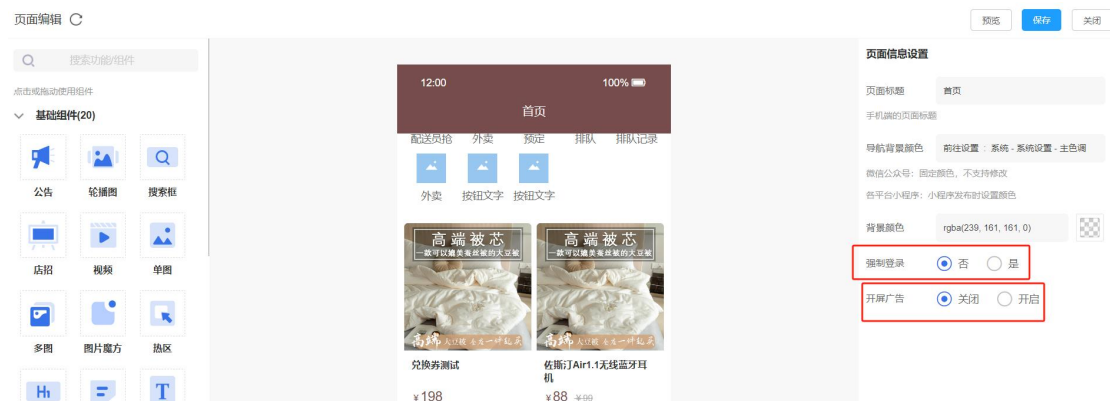 页面编辑
预览
保存
关闭
搜索功能/组件
点击或拖动使用组件
基础组件(20)
公告
轮播图
搜索框
店招
视频
单图
多图
图片魔方
热区
H1
T
12:00
100%
首页
配送员抢
外卖
预定
排队
排队记录
外卖
按钮文字
按钮文字
高端被芯
一款可以媲美蚕丝被的大豆被
高端大豆被
兑换券测试
¥198
高端被芯
一款可以媲美蚕丝被的大豆被
高端大豆被
佐斯汀Air1.1无线蓝牙耳
机
¥88 ¥99
页面信息设置
页面标题
首页
手机端的页面标题
导航背景颜色
前往设置 : 系统 - 系统设置 - 主色调
微信公众号：固定颜色，不支持修改
各平台小程序：小程序发布时设置颜色
背景颜色
rgba(239, 161, 161, 0)
强制登录
否
是
开屏广告
关闭
开启